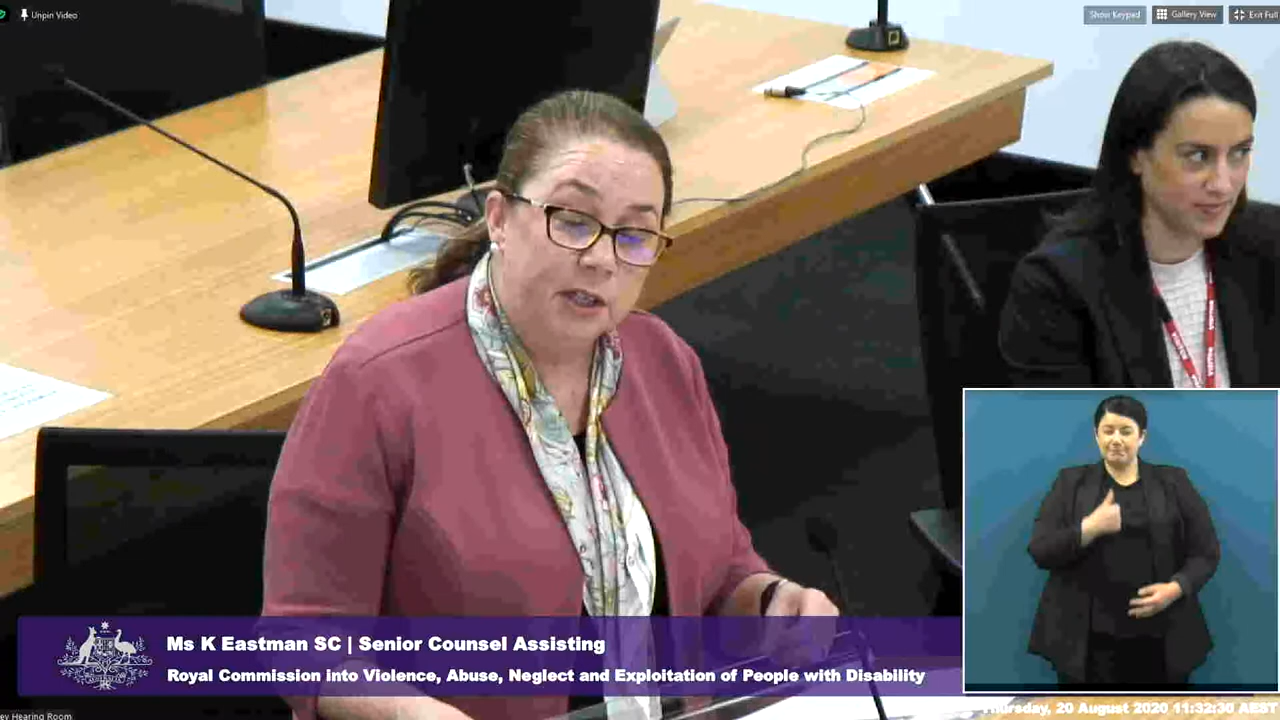 Unpin Video
Show Keypad
Gallery View
Exit Full
Ms K Eastman SC | Senior Counsel Assisting
Royal Commission into Violence, Abuse, Neglect and Exploitation of People with Disability
ey Hearing Room
Thursday, 20 August 2020 11:32:30 AEST